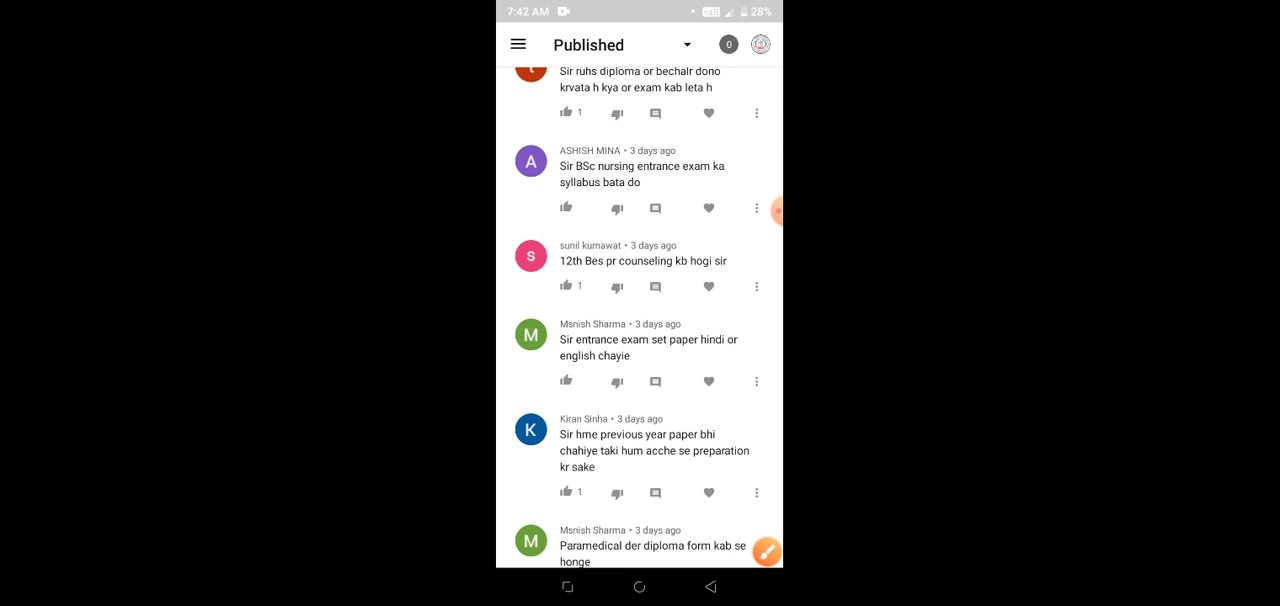 7:42 AM 28%
Published 0
Sir ruhs diploma or bechalr dono
krvata h kya or exam kab leta h
1
A
ASHISH MINA • 3 days ago
Sir BSc nursing entrance exam ka
syllabus bata do
S
sunil kumawat • 3 days ago
12th Bes pr counseling kb hogi sir
1
M
Msnish Sharma • 3 days ago
Sir entrance exam set paper hindi or
english chayie
K
Kiran Sinha • 3 days ago
Sir hme previous year paper bhi
chahiye taki hum acche se preparation
kr sake
1
M
Msnish Sharma • 3 days ago
Paramedical der diploma form kab se
honge